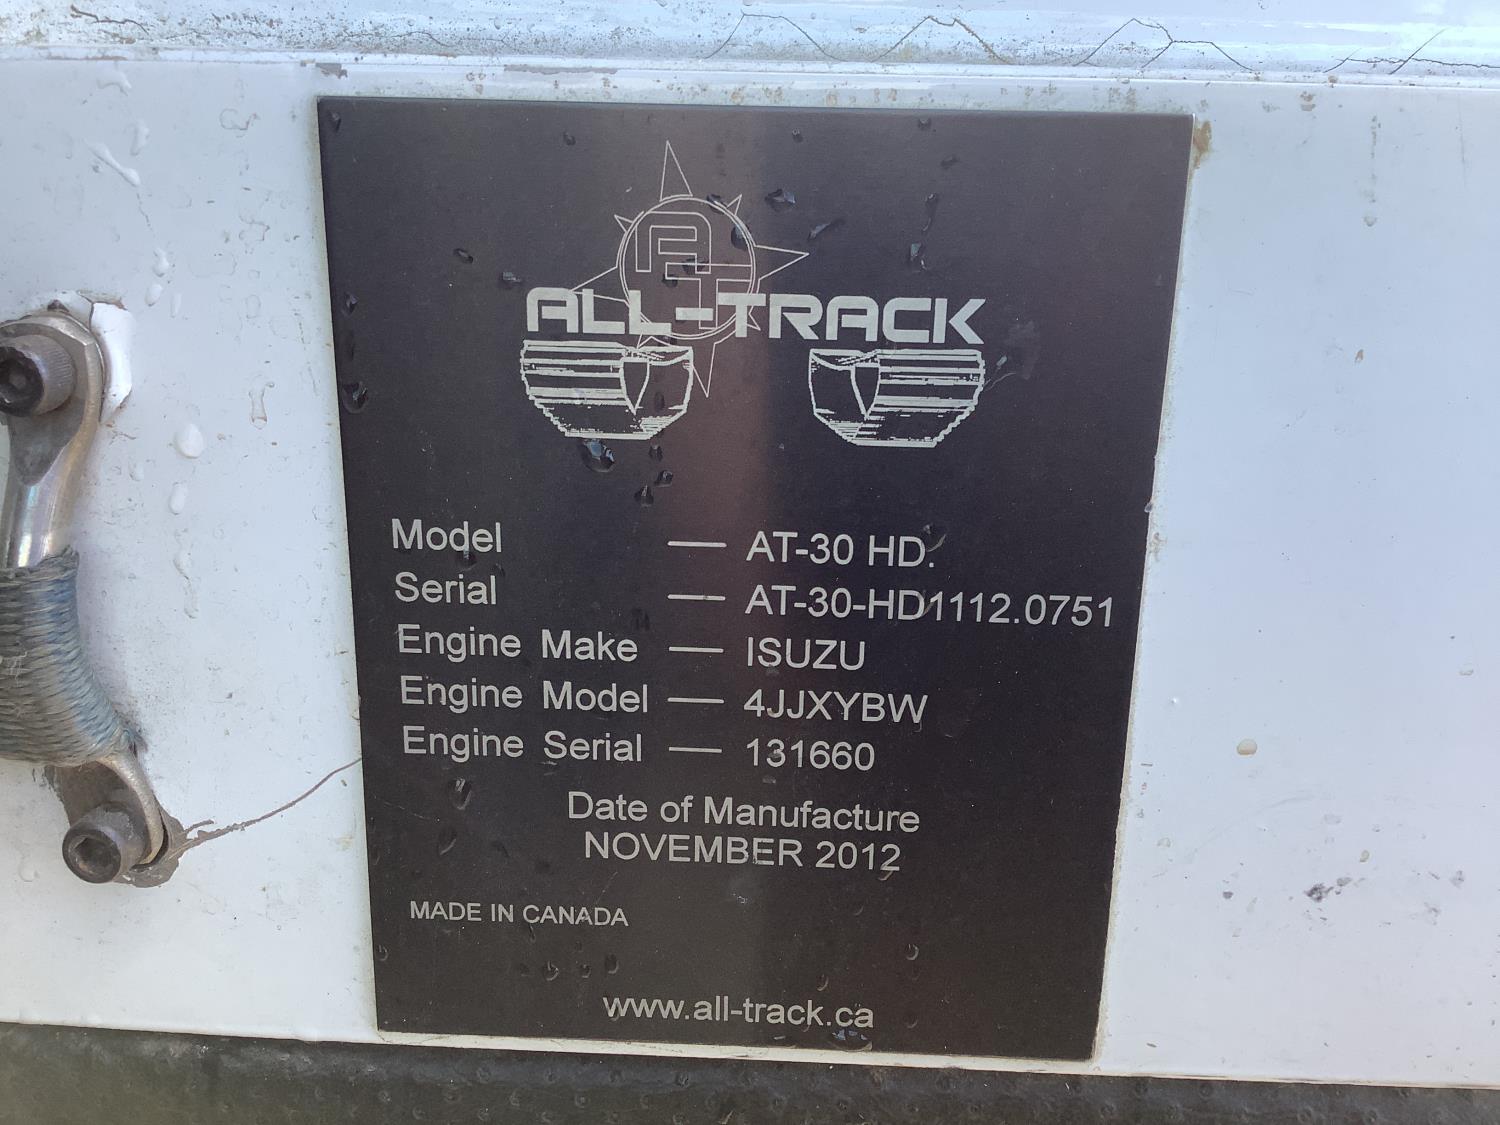 AT
ALL-TRACK
Model — AT-30 HD.
Serial — AT-30-HD1112.0751
Engine Make — ISUZU
Engine Model — 4JJXYBW
Engine Serial — 131660
Date of Manufacture
NOVEMBER 2012
MADE IN CANADA
www.all-track.ca